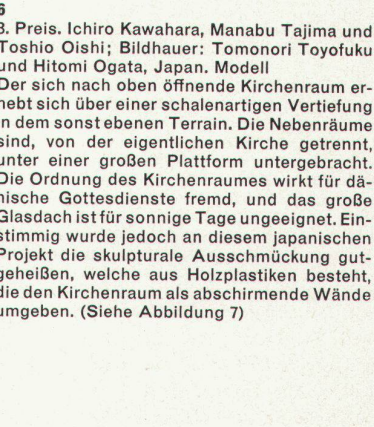 6
3. Preis. Ichiro Kawahara, Manabu Tajima und
Toshio Oishi; Bildhauer: Tomonori Toyofuku
und Hitomi Ogata, Japan. Modell
Der sich nach oben öffnende Kirchenraum er-
hebt sich über einer schalenartigen Vertiefung
in dem sonst ebenen Terrain. Die Nebenräume
sind, von der eigentlichen Kirche getrennt,
unter einer großen Plattform untergebracht.
Die Ordnung des Kirchenraumes wirkt für dä-
nische Gottesdienste fremd, und das große
Glasdach ist für sonnige Tage ungeeignet. Ein-
stimmig wurde jedoch an diesem japanischen
Projekt die skulpturale Ausschmückung gut-
geheißen, welche aus Holzplastiken besteht,
die den Kirchenraum als abschirmende Wände
umgeben. (Siehe Abbildung 7)